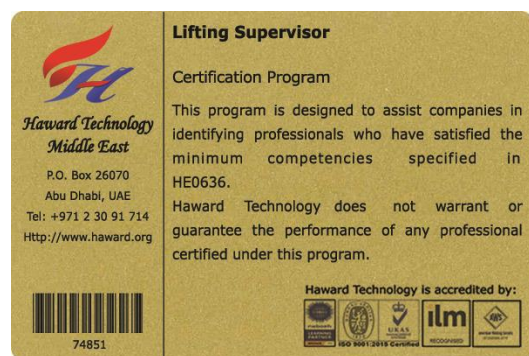 Haward Technology
Middle East
P.O. Box 26070
Abu Dhabi, UAE
Tel: +971 2 30 91 714
Http://www.haward.org
74851
Lifting Supervisor
Certification Program
This program is designed to assist companies in
identifying professionals who have satisfied the
minimum competencies specified in
HE0636.
Haward Technology does not warrant or
guarantee the performance of any professional
certified under this program.
Haward Technology is accredited by:
UKAS
ISO 9001:2015 Certified
ilm
RECOGNISED
AWS